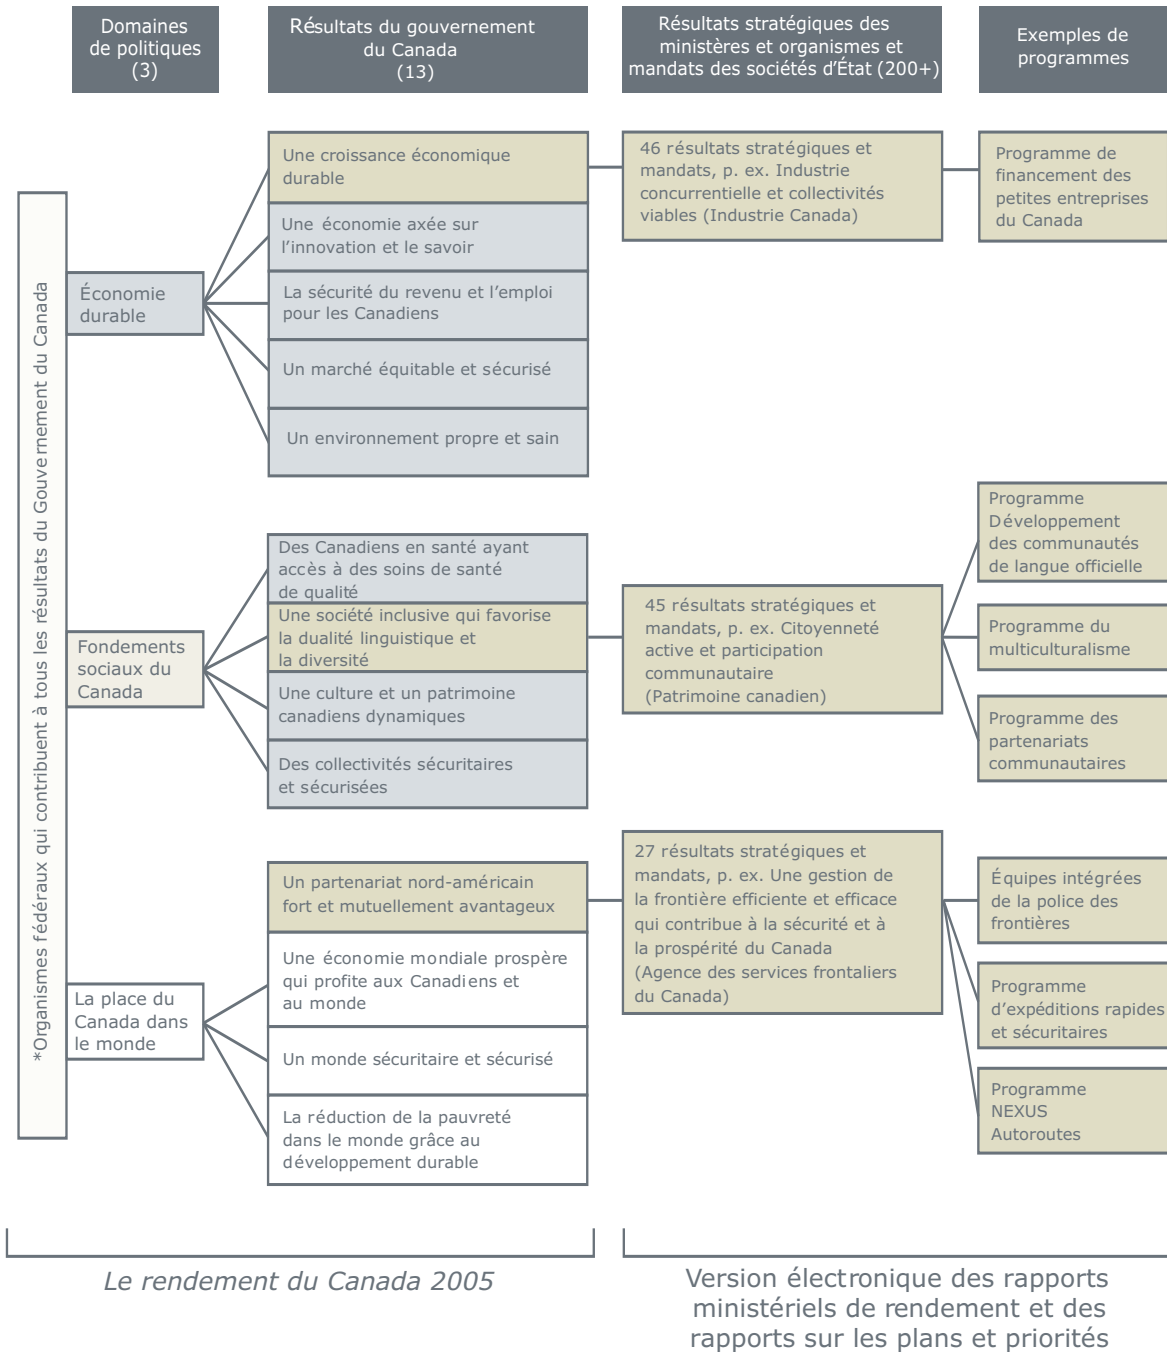 Domaines
de politiques
(3)
Résultats du gouvernement
du Canada
(13)
Résultats stratégiques des
ministères et organismes et
mandats des sociétés d'État (200+)
Exemples de
programmes
*Organismes fédéraux qui contribuent à tous les résultats du Gouvernement du Canada
Économie
durable
Une croissance économique
durable
Une économie axée sur
l'innovation et le savoir
La sécurité du revenu et l'emploi
pour les Canadiens
Un marché équitable et sécurisé
Un environnement propre et sain
46 résultats stratégiques et
mandats, p. ex. Industrie
concurrentielle et collectivités
viables (Industrie Canada)
Programme de
financement des
petites entreprises
du Canada
Fondements
sociaux du
Canada
Des Canadiens en santé ayant
accès à des soins de santé
de qualité
Une société inclusive qui favorise
la dualité linguistique et
la diversité
Une culture et un patrimoine
canadiens dynamiques
Des collectivités sécuritaires
et sécurisées
45 résultats stratégiques et
mandats, p. ex. Citoyenneté
active et participation
communautaire
(Patrimoine canadien)
Programme
Développement
des communautés
de langue officielle
Programme du
multiculturalisme
Programme des
partenariats
communautaires
La place du
Canada dans
le monde
Un partenariat nord-américain
fort et mutuellement avantageux
Une économie mondiale prospère
qui profite aux Canadiens et
au monde
Un monde sécuritaire et sécurisé
La réduction de la pauvreté
dans le monde grâce au
développement durable
27 résultats stratégiques et
mandats, p. ex. Une gestion de
la frontière efficiente et efficace
qui contribue à la sécurité et à
la prospérité du Canada
(Agence des services frontaliers
du Canada)
Équipes intégrées
de la police des
frontières
Programme
d'expéditions rapides
et sécuritaires
Programme
NEXUS
Autoroutes
Le rendement du Canada 2005
Version électronique des rapports
ministériels de rendement et des
rapports sur les plans et priorités